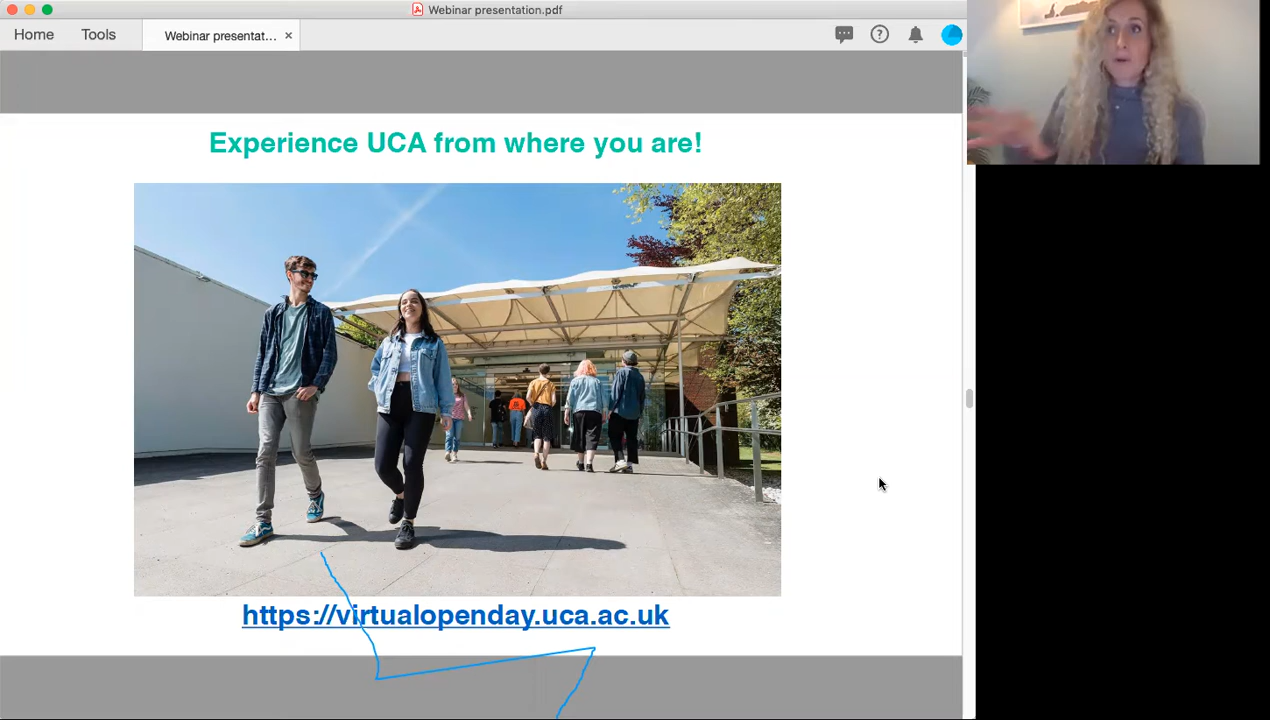 Webinar presentation.pdf
Home Tools Webinar presentat... ×
Experience UCA from where you are!
https://virtualopenday.uca.ac.uk